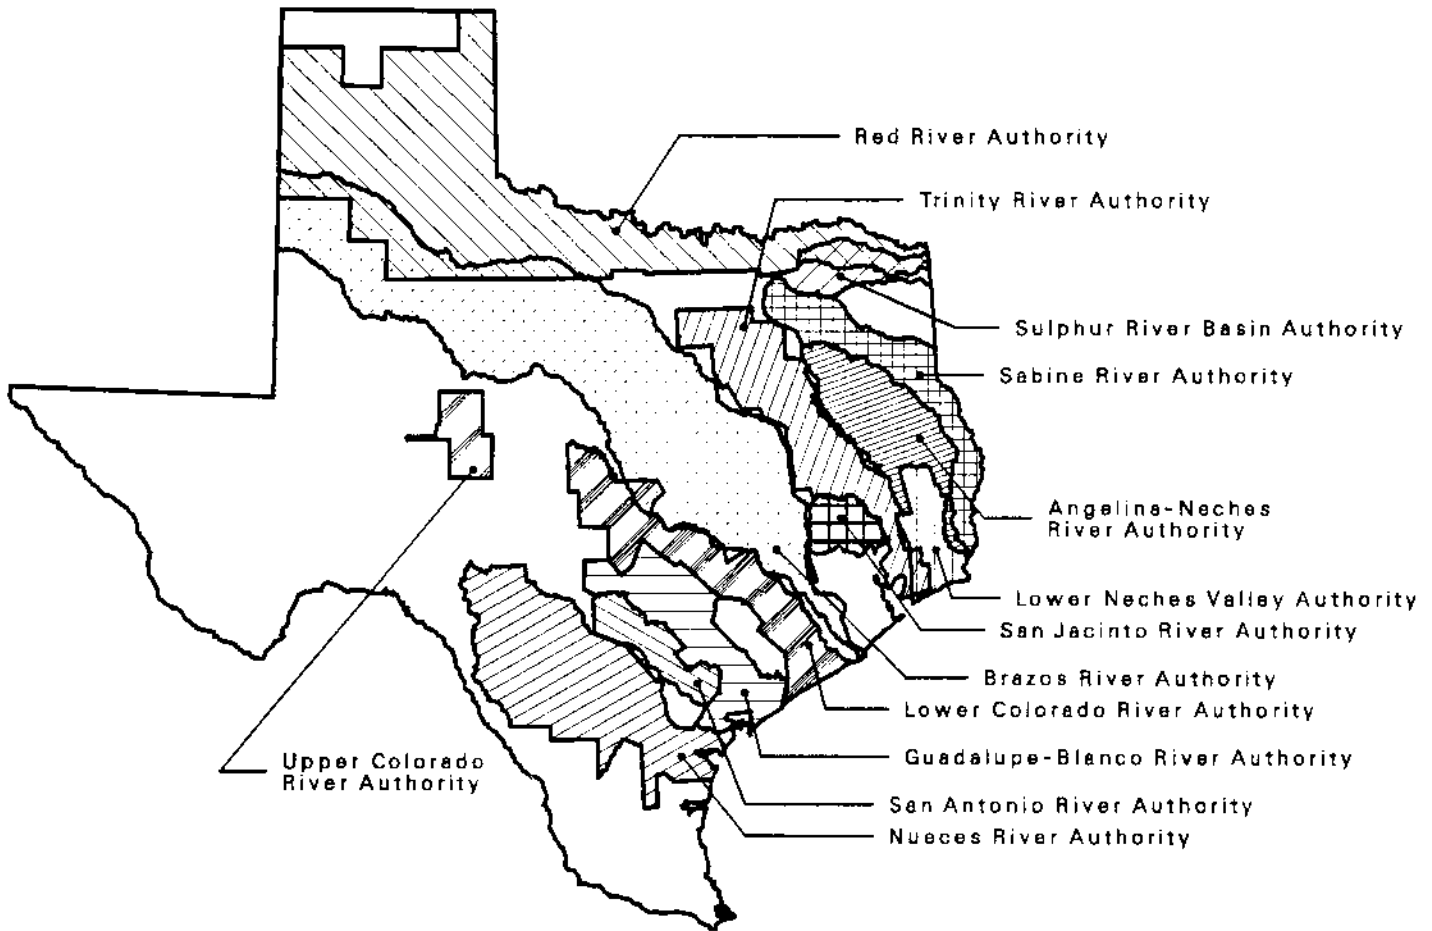 Red River Authority
Trinity River Authority
Sulphur River Basin Authority
Sabine River Authority
Angelina-Neches
River Authority
Lower Neches Valley Authority
San Jacinto River Authority
Brazos River Authority
Lower Colorado River Authority
Guadalupe-Blanco River Authority
Upper Colorado
River Authority
San Antonio River Authority
Nueces River Authority